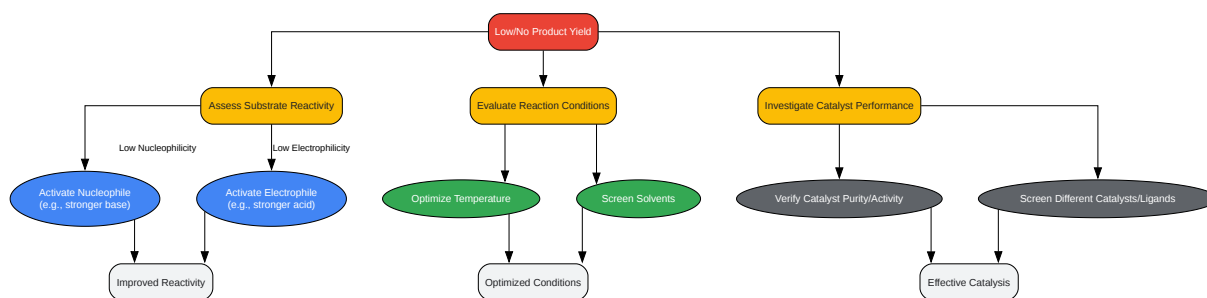 Low/No Product Yield
Assess Substrate Reactivity
Evaluate Reaction Conditions
Investigate Catalyst Performance
Low Nucleophilicity
Low Electrophilicity
Activate Nucleophile
(e.g., stronger base)
Activate Electrophile
(e.g., stronger acid)
Optimize Temperature
Screen Solvents
Verify Catalyst Purity/Activity
Screen Different Catalysts/Ligands
Improved Reactivity
Optimized Conditions
Effective Catalysis